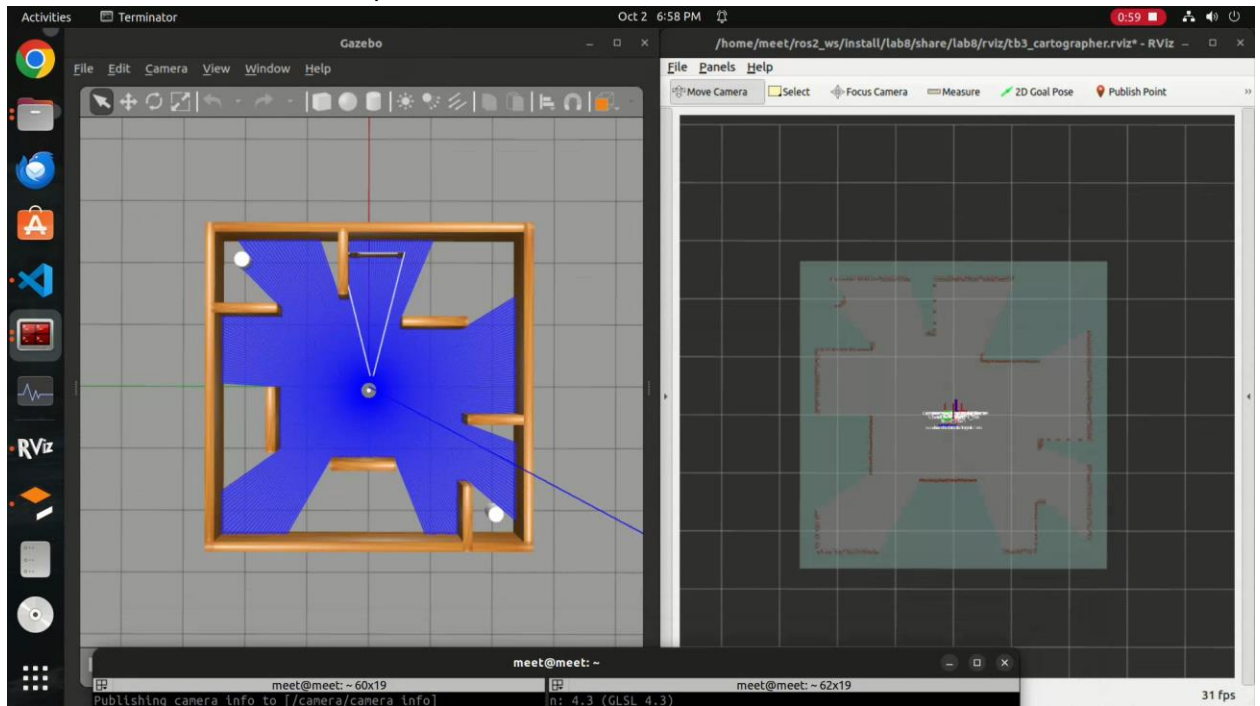 Activities Terminator Oct 2 6:58 PM 0:59
Gazebo
File Edit Camera View Window Help
/home/meet/ros2_ws/install/lab8/share/lab8/rviz/tb3_cartographer.rviz* - RViz
File Panels Help
Move Camera Select Focus Camera Measure 2D Goal Pose Publish Point »
RViz
meet@meet: ~
meet@meet: ~ 60x19
meet@meet: ~ 62x19
Publishing camera info to [/camera/camera_info]
n: 4.3 (GLSL 4.3)
31 fps